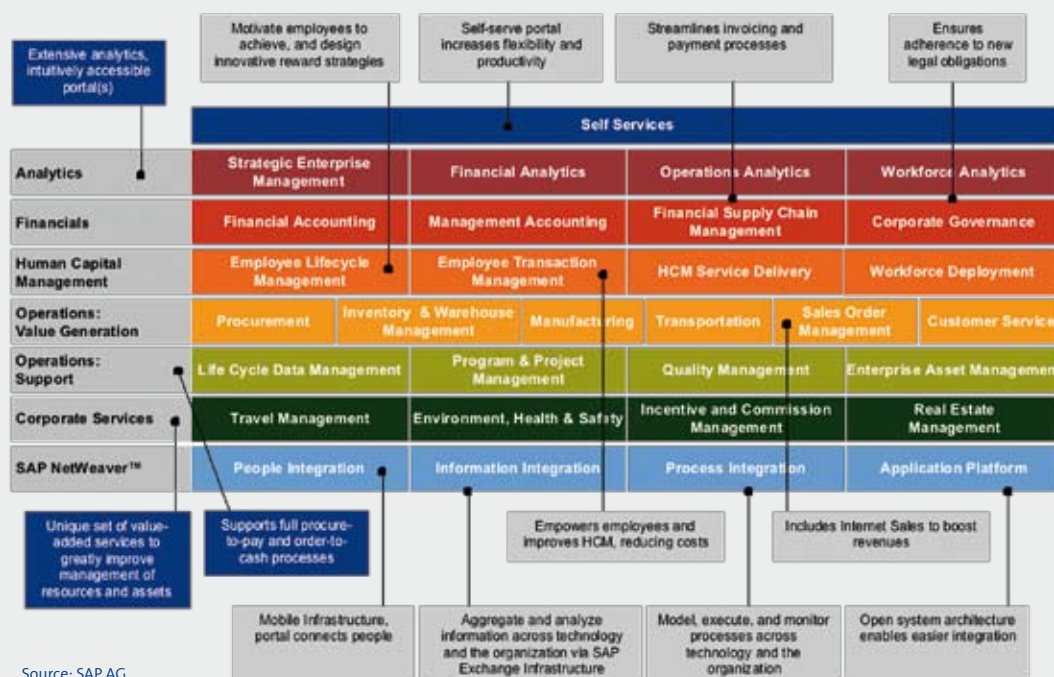 Motivate employees to
achieve, and design
innovative reward strategies
Self-serve portal
increases flexibility and
productivity
Streamlines invoicing and
payment processes
Ensures
adherence to new
legal obligations
Extensive analytics,
intuitively accessible
portal(s)
Self Services
Analytics
Strategic Enterprise
Management
Financial Analytics
Operations Analytics
Workforce Analytics
Financials
Financial Accounting
Management Accounting
Financial Supply Chain
Management
Corporate Governance
Human Capital
Management
Employee Lifecycle
Management
Employee Transaction
Management
HCM Service Delivery
Workforce Deployment
Operations:
Value Generation
Procurement
Inventory & Warehouse
Management
Manufacturing
Transportation
Sales Order
Management
Customer Service
Operations:
Support
Life Cycle Data Management
Program & Project
Management
Quality Management
Enterprise Asset Management
Corporate Services
Travel Management
Environment, Health & Safety
Incentive and Commission
Management
Real Estate
Management
SAP NetWeaver™
People Integration
Information Integration
Process Integration
Application Platform
Unique set of value-
added services to
greatly improve
management of
resources and assets
Supports full procure-
to-pay and order-to-
cash processes
Empowers employees and
improves HCM, reducing costs
Includes Internet Sales to boost
revenues
Mobile Infrastructure,
portal connects people
Aggregate and analyze
information across technology
and the organization via SAP
Exchange Infrastructure
Model, execute, and monitor
processes across
technology and the
organization
Open system architecture
enables easier integration
Source: SAP AG